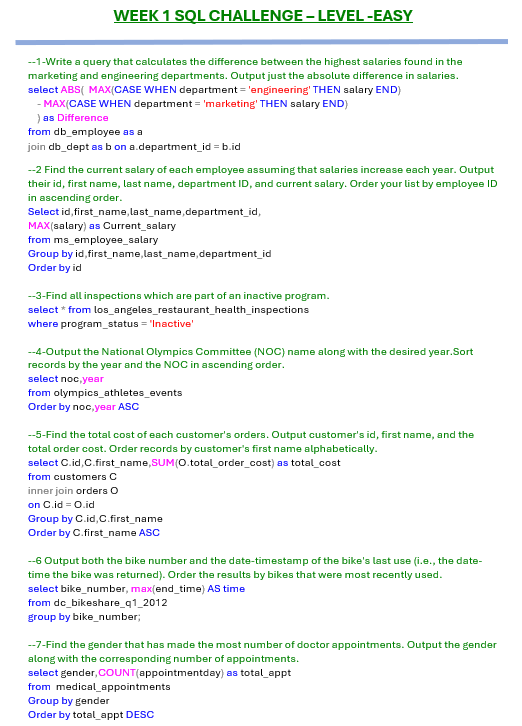 WEEK 1 SQL CHALLENGE – LEVEL -EASY
--1-Write a query that calculates the difference between the highest salaries found in the
marketing and engineering departments. Output just the absolute difference in salaries.
select ABS( MAX(CASE WHEN department = 'engineering' THEN salary END)
- MAX(CASE WHEN department = 'marketing' THEN salary END)
) as Difference
from db_employee as a
join db_dept as b on a.department_id = b.id
--2 Find the current salary of each employee assuming that salaries increase each year. Output
their id, first name, last name, department ID, and current salary. Order your list by employee ID
in ascending order.
Select id,first_name,last_name,department_id,
MAX(salary) as Current_salary
from ms_employee_salary
Group by id,first_name,last_name,department_id
Order by id
--3-Find all inspections which are part of an inactive program.
select * from los_angeles_restaurant_health_inspections
where program_status = 'Inactive'
--4-Output the National Olympics Committee (NOC) name along with the desired year.Sort
records by the year and the NOC in ascending order.
select noc,year
from olympics_athletes_events
Order by noc,year ASC
--5-Find the total cost of each customer's orders. Output customer's id, first name, and the
total order cost. Order records by customer's first name alphabetically.
select C.id,C.first_name,SUM(O.total_order_cost) as total_cost
from customers C
inner join orders O
on C.id = O.id
Group by C.id,C.first_name
Order by C.first_name ASC
--6 Output both the bike number and the date-timestamp of the bike's last use (i.e., the date-
time the bike was returned). Order the results by bikes that were most recently used.
select bike_number, max(end_time) AS time
from dc_bikeshare_q1_2012
group by bike_number;
--7-Find the gender that has made the most number of doctor appointments. Output the gender
along with the corresponding number of appointments.
select gender,COUNT(appointmentday) as total_appt
from medical_appointments
Group by gender
Order by total_appt DESC